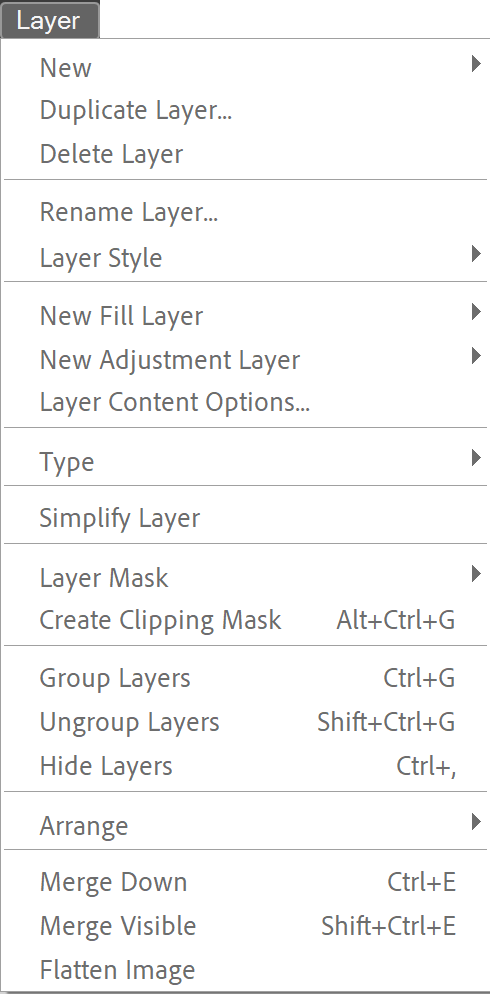 Layer
New
Duplicate Layer...
Delete Layer
Rename Layer...
Layer Style
New Fill Layer
New Adjustment Layer
Layer Content Options...
Type
Simplify Layer
Layer Mask
Create Clipping Mask Alt+Ctrl+G
Group Layers Ctrl+G
Ungroup Layers Shift+Ctrl+G
Hide Layers Ctrl+,
Arrange
Merge Down Ctrl+E
Merge Visible Shift+Ctrl+E
Flatten Image